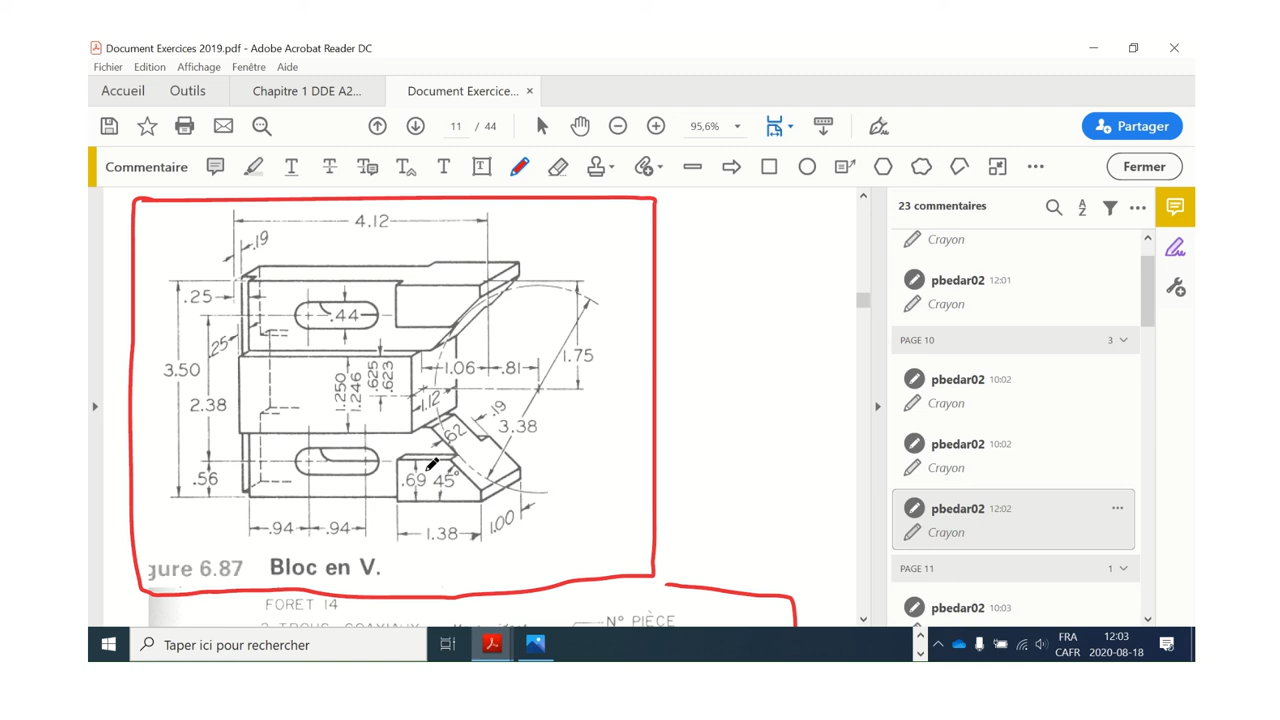 Document Exercices 2019.pdf - Adobe Acrobat Reader DC
Fichier Edition Affichage Fenêtre Aide
Accueil Outils Chapitre 1 DDE A2... Document Exercice... ×
11 / 44 95,6% Partager
Commentaire Fermer
23 commentaires
Crayon
pbedar02 12:01
Crayon
PAGE 10 3
pbedar02 10:02
Crayon
pbedar02 10:02
Crayon
pbedar02 12:02
Crayon
PAGE 11 1
pbedar02 10:03
4.12
.19
.25
.44
.25
3.50
2.38
1.250
1.246
.625
.623
1.06
.81
1.75
1.12
.19
.62
3.38
.56
.69
45°
.94
.94
1.38
1.00
gure 6.87 Bloc en V.
FORET 14
2 TROUS COAXIAUX
N° PIÈCE
Taper ici pour rechercher
FRA
CAFR
12:03
2020-08-18